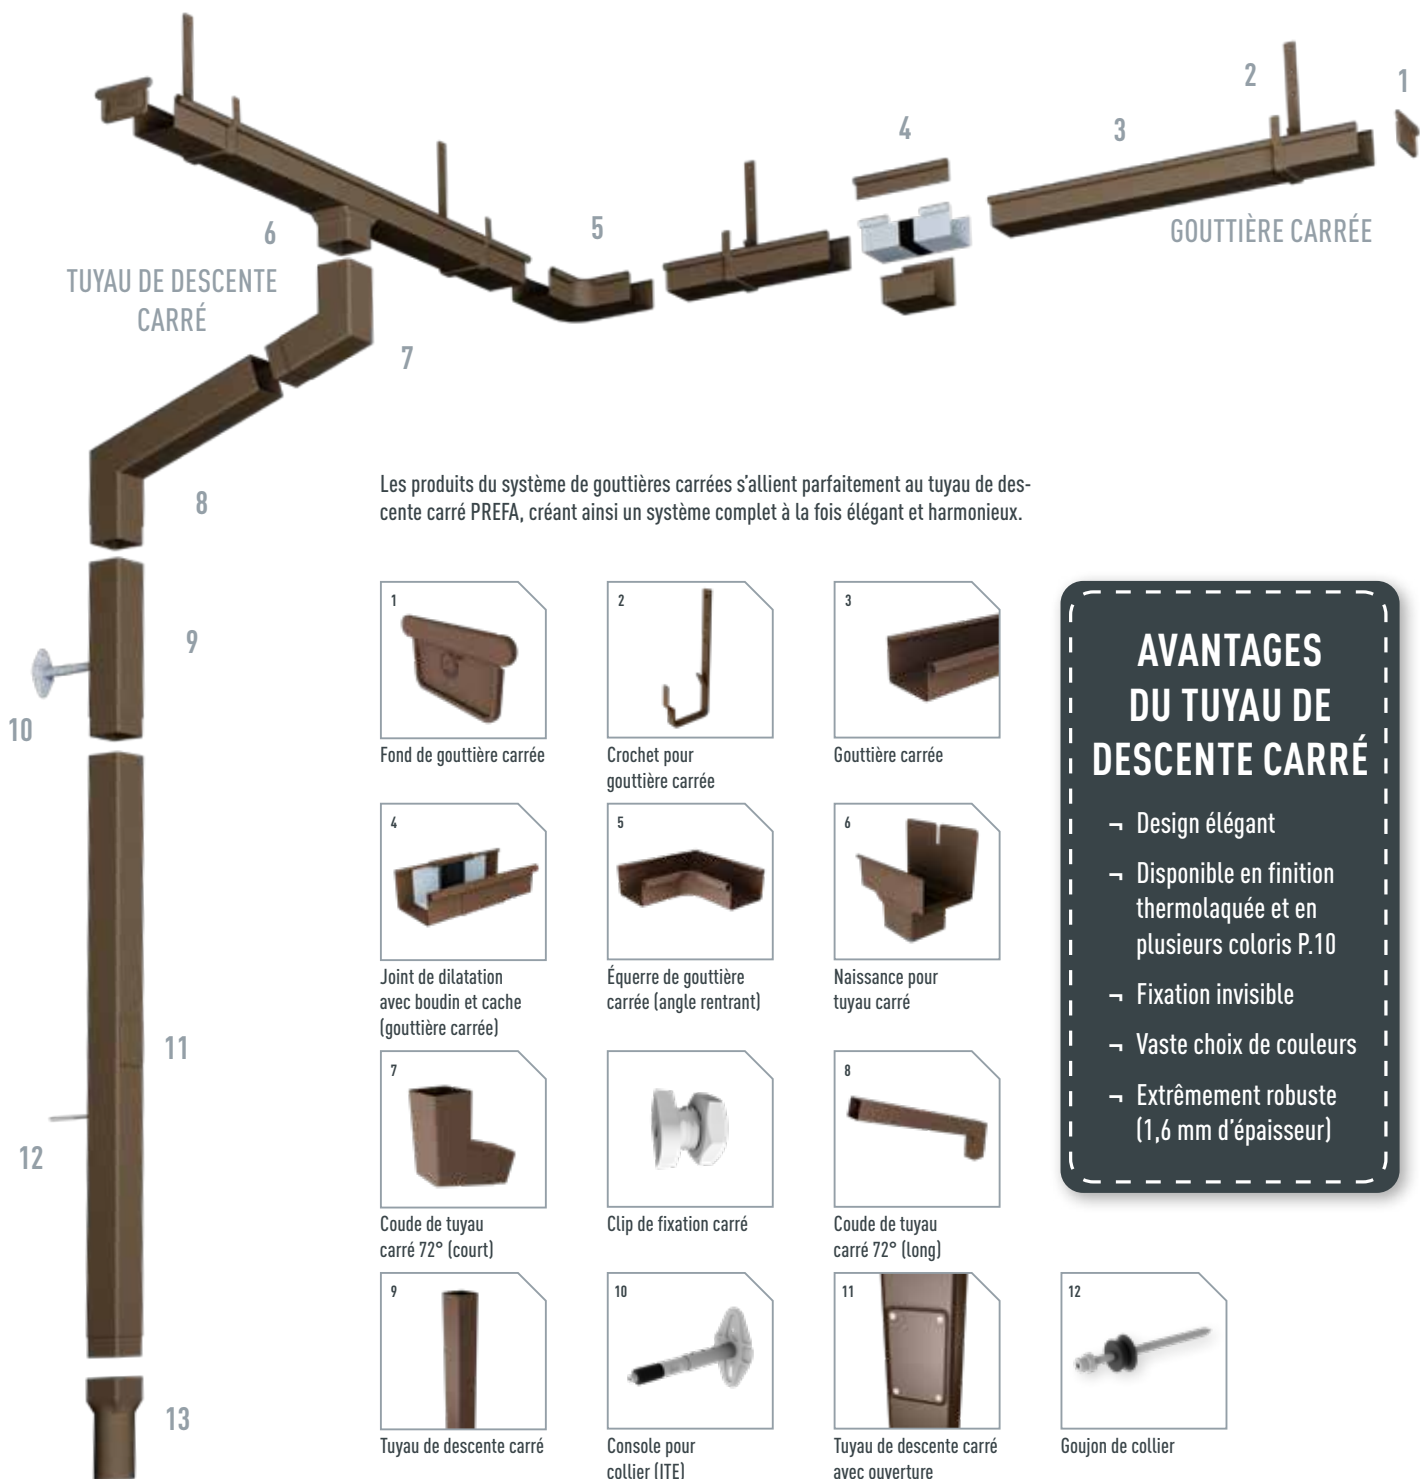 2
1
4
3
GOUTTIÈRE CARRÉE
5
6
TUYAU DE DESCENTE
CARRÉ
7
8
9
10
11
12
13
Les produits du système de gouttières carrées s’allient parfaitement au tuyau de des-
cente carré PREFA, créant ainsi un système complet à la fois élégant et harmonieux.
1
Fond de gouttière carrée
2
Crochet pour
gouttière carrée
3
Gouttière carrée
4
Joint de dilatation
avec boudin et cache
(gouttière carrée)
5
Équerre de gouttière
carrée (angle rentrant)
6
Naissance pour
tuyau carré
7
Coude de tuyau
carré 72° (court)
Clip de fixation carré
8
Coude de tuyau
carré 72° (long)
9
Tuyau de descente carré
10
Console pour
collier (ITE)
11
Tuyau de descente carré
avec ouverture
12
Goujon de collier
AVANTAGES
DU TUYAU DE
DESCENTE CARRÉ
¬ Design élégant
¬ Disponible en finition
thermolaquée et en
plusieurs coloris P.10
¬ Fixation invisible
¬ Vaste choix de couleurs
¬ Extrêmement robuste
(1,6 mm d’épaisseur)